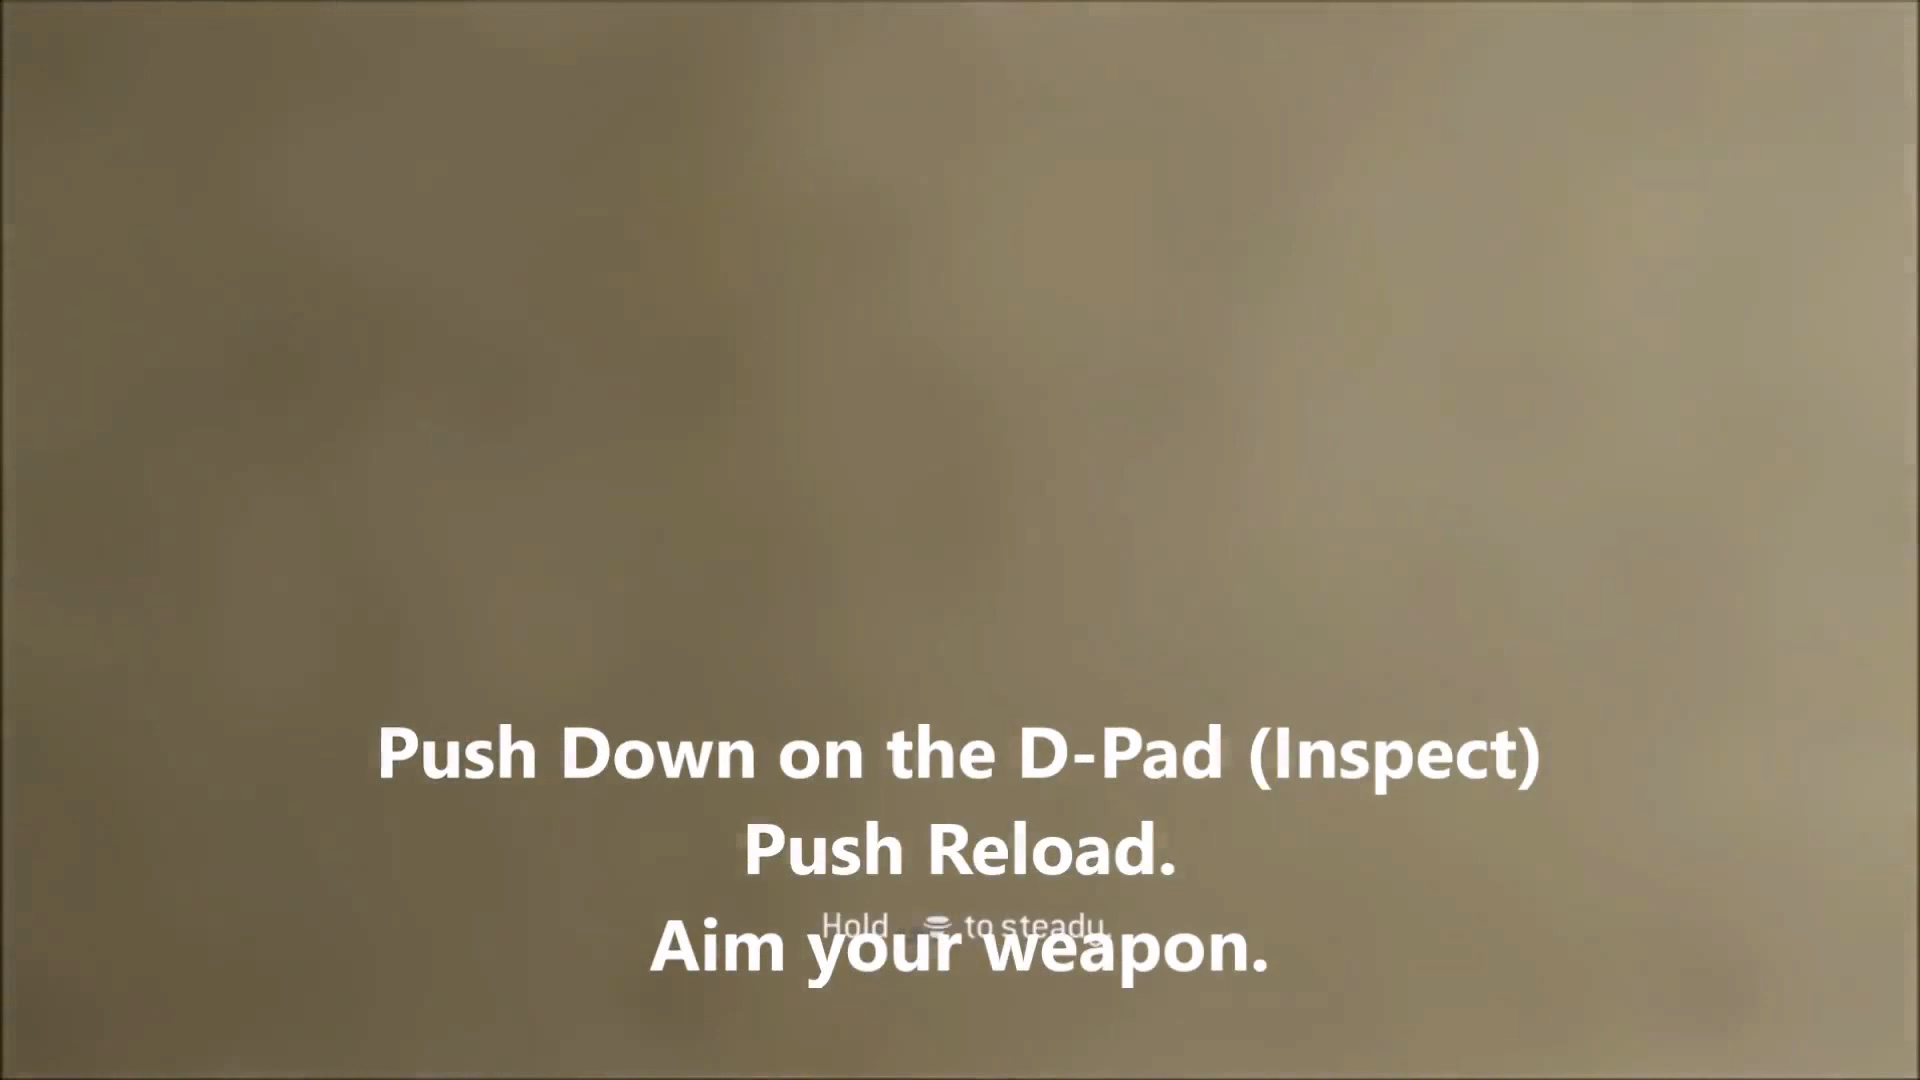 Push Down on the D-Pad (Inspect)
Push Reload.
Hold to steady
Aim your weapon.